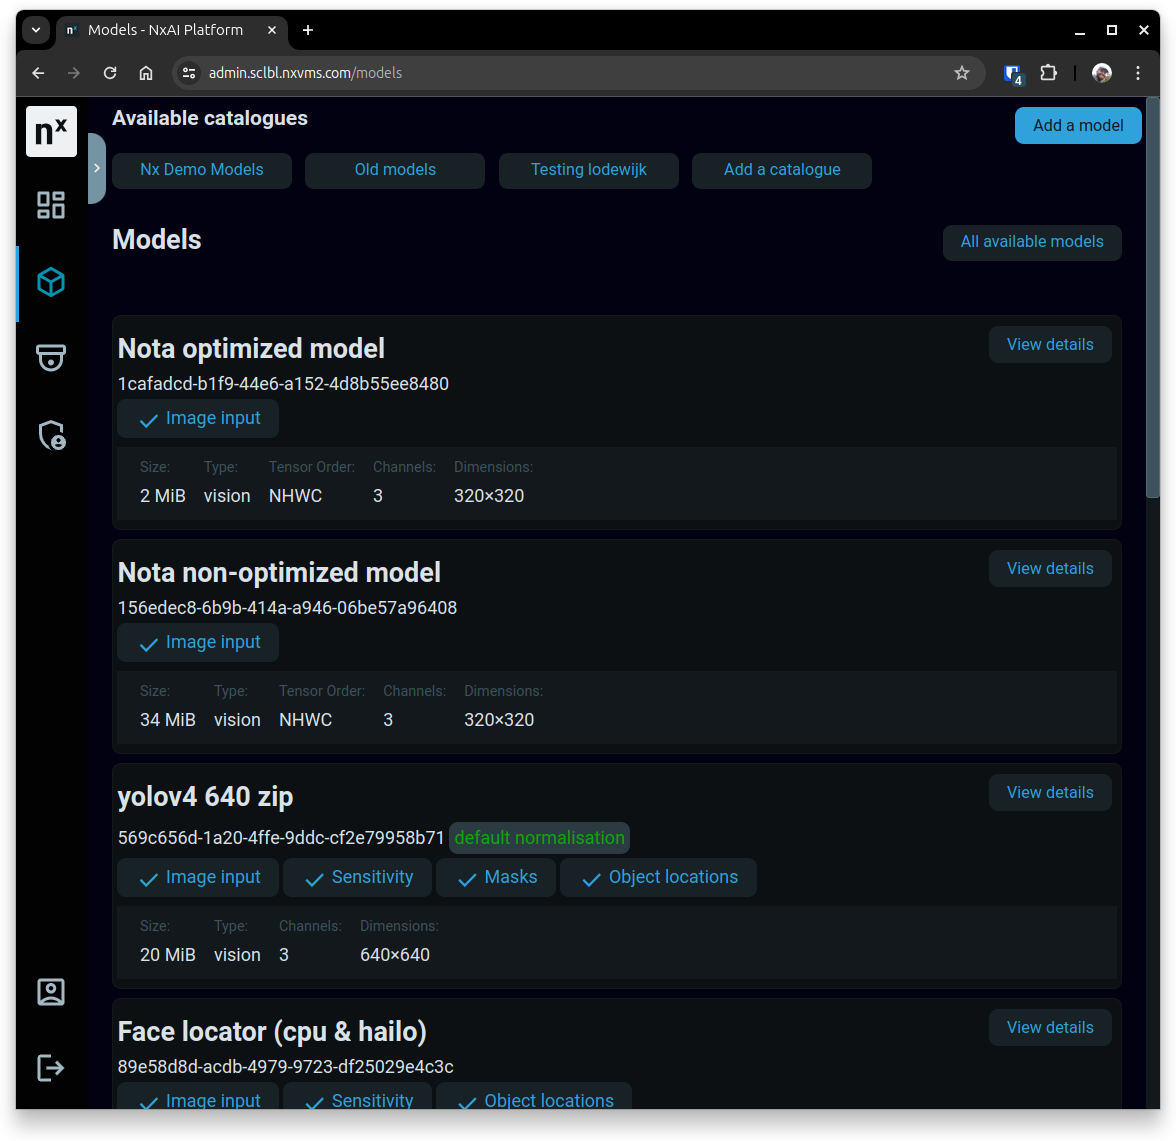 nx Models - NxAI Platform
admin.sclbl.nxvms.com/models
4
nx
Available catalogues
Add a model
Nx Demo Models Old models Testing lodewijk Add a catalogue
Models
All available models
Nota optimized model
View details
1cafadcd-b1f9-44e6-a152-4d8b55ee8480
Image input
Size: Type: Tensor Order: Channels: Dimensions:
2 MiB vision NHWC 3 320×320
Nota non-optimized model
View details
156edec8-6b9b-414a-a946-06be57a96408
Image input
Size: Type: Tensor Order: Channels: Dimensions:
34 MiB vision NHWC 3 320×320
yolov4 640 zip
View details
569c656d-1a20-4ffe-9ddc-cf2e79958b71 default normalisation
Image input Sensitivity Masks Object locations
Size: Type: Channels: Dimensions:
20 MiB vision 3 640×640
Face locator (cpu & hailo)
View details
89e58d8d-acdb-4979-9723-df25029e4c3c
Image input Sensitivity Object locations